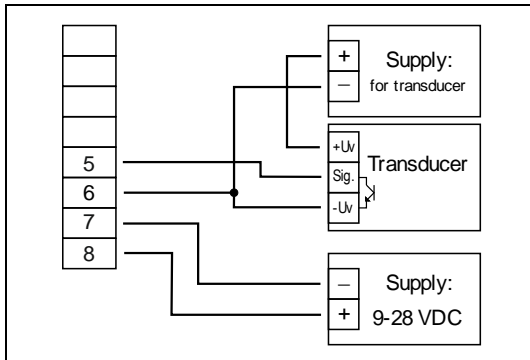 + Supply:
− for transducer
+Uv
5 Sig. Transducer
6 -Uv
7
8
− Supply:
+ 9-28 VDC